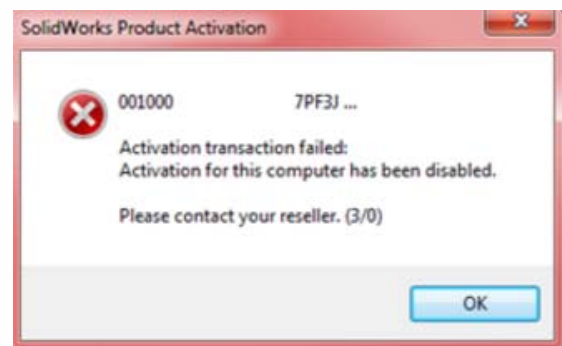 SolidWorks Product Activation
001000 7PF3J ...
Activation transaction failed:
Activation for this computer has been disabled.
Please contact your reseller. (3/0)
OK